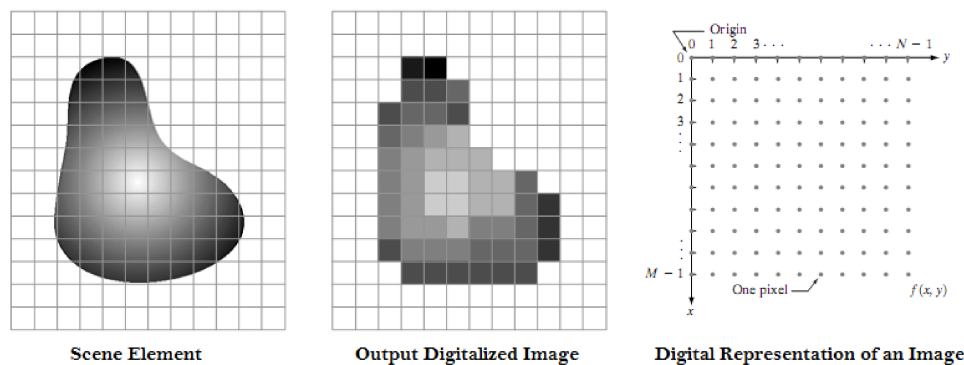 Origin
0 1 2 3 · · · · · · N − 1
0
y
1
2
3
M − 1
One pixel
f(x, y)
x
Scene Element
Output Digitalized Image
Digital Representation of an Image